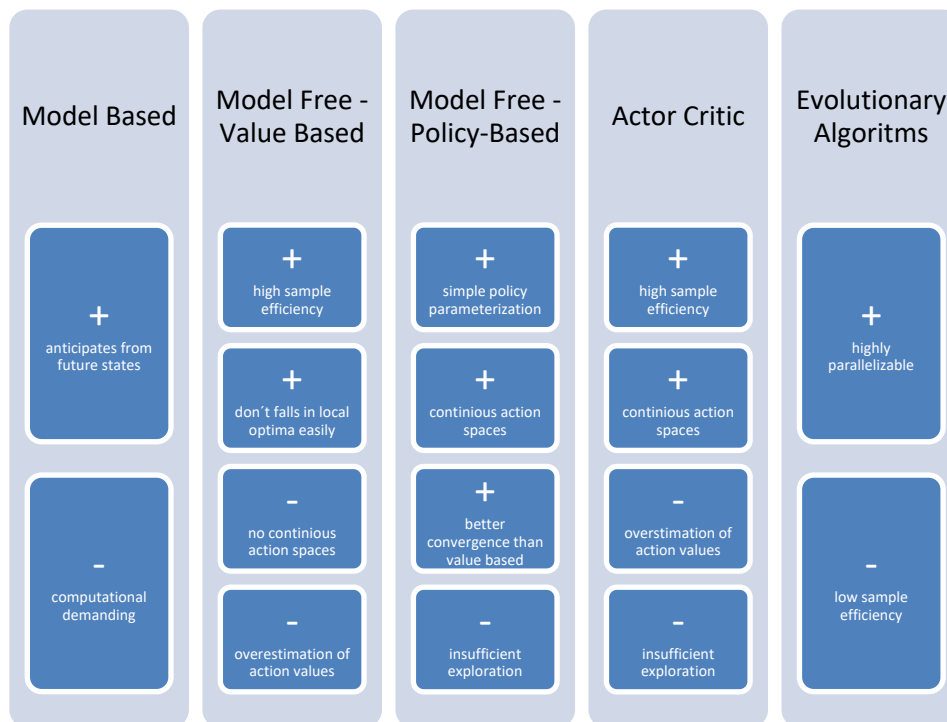 Model Based
+
anticipates from
future states
-
computational
demanding
Model Free -
Value Based
+
high sample
efficiency
+
don´t falls in local
optima easily
-
no continious
action spaces
-
overestimation of
action values
Model Free -
Policy-Based
+
simple policy
parameterization
+
continious action
spaces
+
better
convergence than
value based
-
insufficient
exploration
Actor Critic
+
high sample
efficiency
+
continious action
spaces
-
overstimation of
action values
-
insufficient
exploration
Evolutionary
Algoritms
+
highly
parallelizable
-
low sample
efficiency